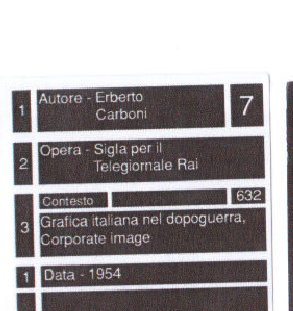 1 Autore - Erberto 7
Carboni
2 Opera - Sigla per il
Telegiornale Rai
Contesto 632
3 Grafica italiana nel dopoguerra,
Corporate image
1 Data - 1954